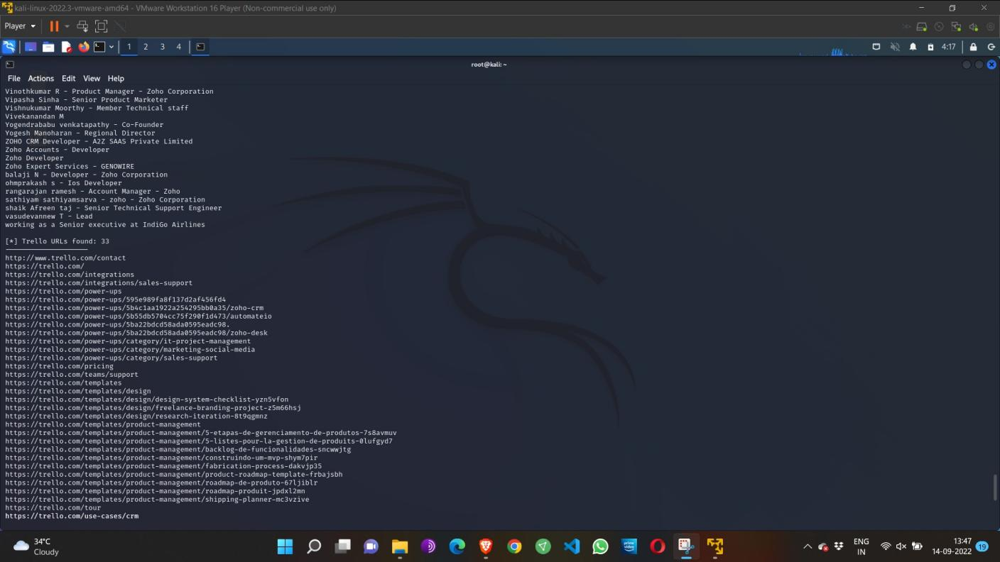 kali-linux-2022.3-vmware-amd64 - VMware Workstation 16 Player (Non-commercial use only)
Player
1 2 3 4
4:17
root@kali: ~
File Actions Edit View Help
Vinothkumar R - Product Manager - Zoho Corporation
Vipasha Sinha - Senior Product Marketer
Vishnukumar Moorthy - Member Technical staff
Vivekanandan M
Yogendrababu venkatapathy - Co-Founder
Yogesh Manoharan - Regional Director
ZOHO CRM Developer - A2Z SAAS Private Limited
Zoho Accounts - Developer
Zoho Developer
Zoho Expert Services - GENOWIRE
balaji N - Developer - Zoho Corporation
ohmprakash s - Ios Developer
rangarajan ramesh - Account Manager - Zoho
sathiyam sathiyamsarva - zoho - Zoho Corporation
shaik Afreen taj - Senior Technical Support Engineer
vasudevannew T - Lead
working as a Senior executive at IndiGo Airlines
[*] Trello URLs found: 33
--------------------
http://www.trello.com/contact
https://trello.com/
https://trello.com/integrations
https://trello.com/integrations/sales-support
https://trello.com/power-ups
https://trello.com/power-ups/595e989fa8f137d2af456fd4
https://trello.com/power-ups/5b4c1aa1922a254295bb0a35/zoho-crm
https://trello.com/power-ups/5b55db5704cc75f290f1d473/automateio
https://trello.com/power-ups/5ba22bdcd58ada0595eadc98.
https://trello.com/power-ups/5ba22bdcd58ada0595eadc98/zoho-desk
https://trello.com/power-ups/category/it-project-management
https://trello.com/power-ups/category/marketing-social-media
https://trello.com/power-ups/category/sales-support
https://trello.com/pricing
https://trello.com/teams/support
https://trello.com/templates
https://trello.com/templates/design
https://trello.com/templates/design/design-system-checklist-yzn5vfon
https://trello.com/templates/design/freelance-branding-project-z5m66hsj
https://trello.com/templates/design/research-iteration-8t9qgmnz
https://trello.com/templates/product-management
https://trello.com/templates/product-management/5-etapas-de-gerenciamento-de-produtos-7s8avmuv
https://trello.com/templates/product-management/5-listes-pour-la-gestion-de-produits-0lufgyd7
https://trello.com/templates/product-management/backlog-de-funcionalidades-sncwwjtg
https://trello.com/templates/product-management/construindo-um-mvp-shym7pir
https://trello.com/templates/product-management/fabrication-process-dakvjp35
https://trello.com/templates/product-management/product-roadmap-template-frbajsbh
https://trello.com/templates/product-management/roadmap-de-produto-67ljiblr
https://trello.com/templates/product-management/roadmap-produit-jpdxl2mn
https://trello.com/templates/product-management/shipping-planner-mc3vzive
https://trello.com/tour
https://trello.com/use-cases/crm
34°C
Cloudy
prime video
ENG
IN
13:47
14-09-2022
19